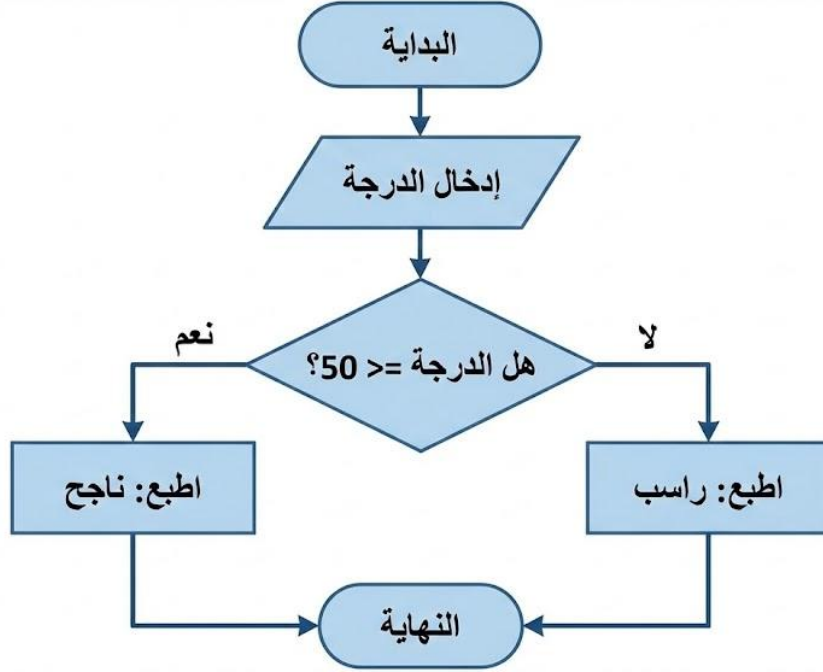 البداية
إدخال الدرجة
هل الدرجة >= 50؟
لا
نعم
اطبع: راسب
اطبع: ناجح
النهاية